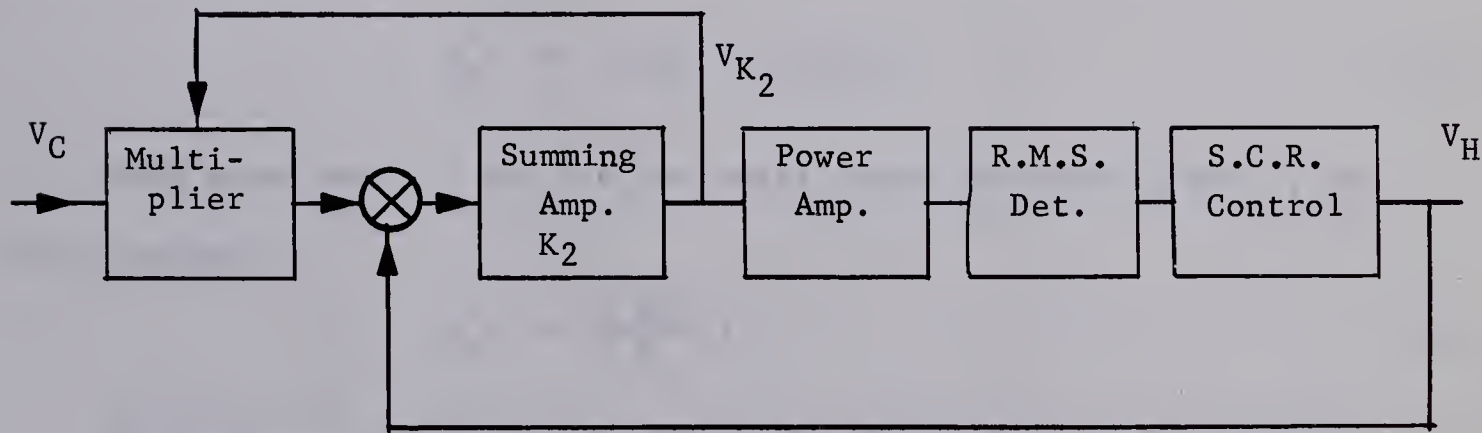 V_K₂
V_C
Multi-
plier
Summing
Amp.
K₂
Power
Amp.
R.M.S.
Det.
S.C.R.
Control
V_H